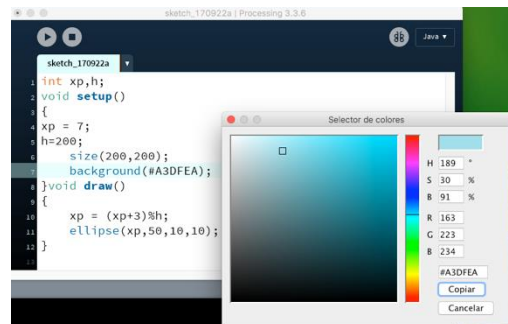 sketch_170922a | Processing 3.3.6
Java ▾
sketch_170922a
1 int xp,h;
2 void setup()
3 {
4 xp = 7;
5 h=200;
6 size(200,200);
7 background(#A3DFEA);
8 }void draw()
9 {
10 xp = (xp+3)%h;
11 ellipse(xp,50,10,10);
12 }
13
Selector de colores
H 189 °
S 30 %
B 91 %
R 163
G 223
B 234
#A3DFEA
Copiar
Cancelar